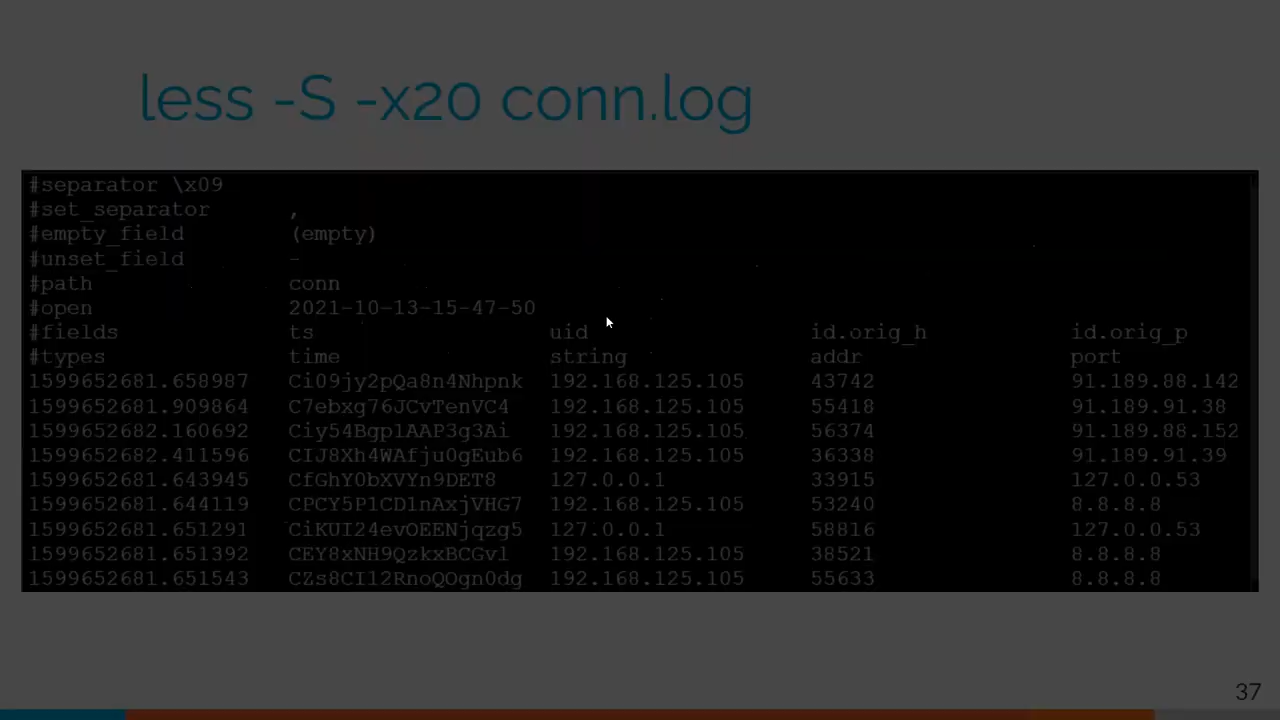 less -S -x20 conn.log
#separator \x09
#set_separator ,
#empty_field (empty)
#unset_field -
#path conn
#open 2021-10-13-15-47-50
#fields ts uid id.orig_h id.orig_p
#types time string addr port
1599652681.658987 Ci09jy2pQa8n4Nhpnk 192.168.125.105 43742 91.189.88.142
1599652681.909864 C7ebxg76JCvTenVC4 192.168.125.105 55418 91.189.91.38
1599652682.160692 Ciy54Bgp1AAP3g3Ai 192.168.125.105 56374 91.189.88.152
1599652682.411596 CIJ8Xh4WAfju0gEub6 192.168.125.105 36338 91.189.91.39
1599652681.643945 CfGhY0bXVYn9DET8 127.0.0.1 33915 127.0.0.53
1599652681.644119 CPCY5P1CD1nAxjVHG7 192.168.125.105 53240 8.8.8.8
1599652681.651291 CiKUI24evOEENjqzg5 127.0.0.1 58816 127.0.0.53
1599652681.651392 CEY8xNH9QzkxBCGvl 192.168.125.105 38521 8.8.8.8
1599652681.651543 CZs8CI12RnoQOgn0dg 192.168.125.105 55633 8.8.8.8
37